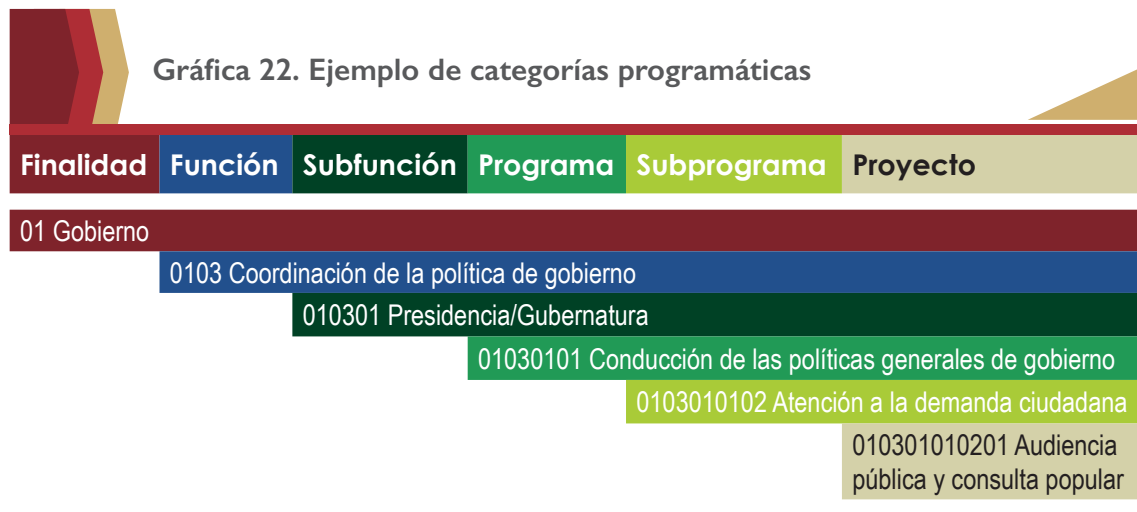 Gráfica 22. Ejemplo de categorías programáticas
Finalidad Función Subfunción Programa Subprograma Proyecto
01 Gobierno
0103 Coordinación de la política de gobierno
010301 Presidencia/Gubernatura
01030101 Conducción de las políticas generales de gobierno
0103010102 Atención a la demanda ciudadana
010301010201 Audiencia
pública y consulta popular